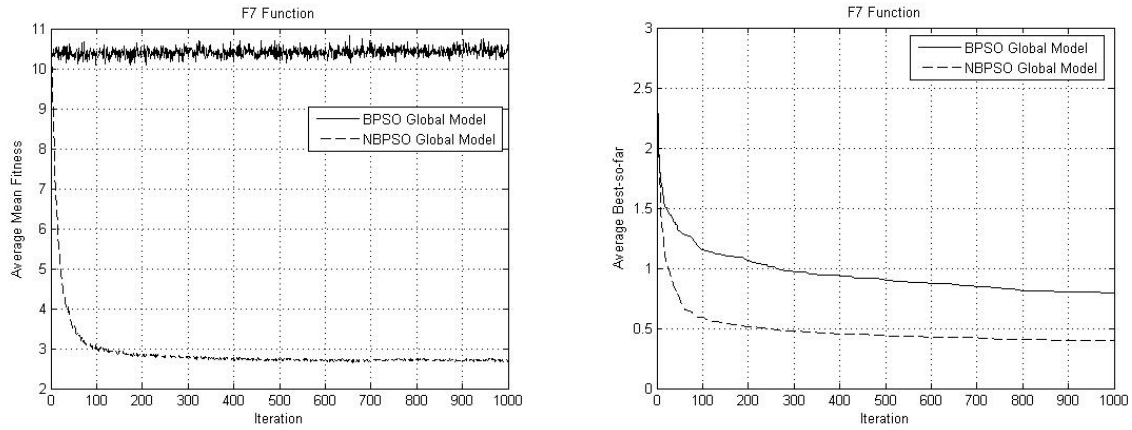 F7 Function
11
10
9
8
7
6
5
4
3
2
Average Mean Fitness
BPSO Global Model
NBPSO Global Model
0 100 200 300 400 500 600 700 800 900 1000
Iteration
F7 Function
3
2.5
2
1.5
1
0.5
0
Average Best-so-far
BPSO Global Model
NBPSO Global Model
0 100 200 300 400 500 600 700 800 900 1000
Iteration